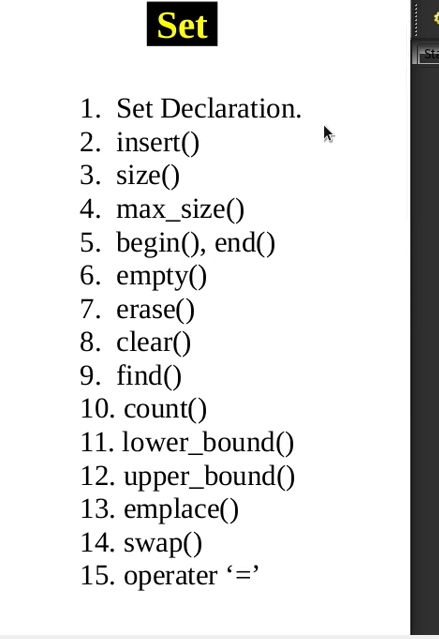 Set
1. Set Declaration.
2. insert()
3. size()
4. max_size()
5. begin(), end()
6. empty()
7. erase()
8. clear()
9. find()
10. count()
11. lower_bound()
12. upper_bound()
13. emplace()
14. swap()
15. operater ‘=’